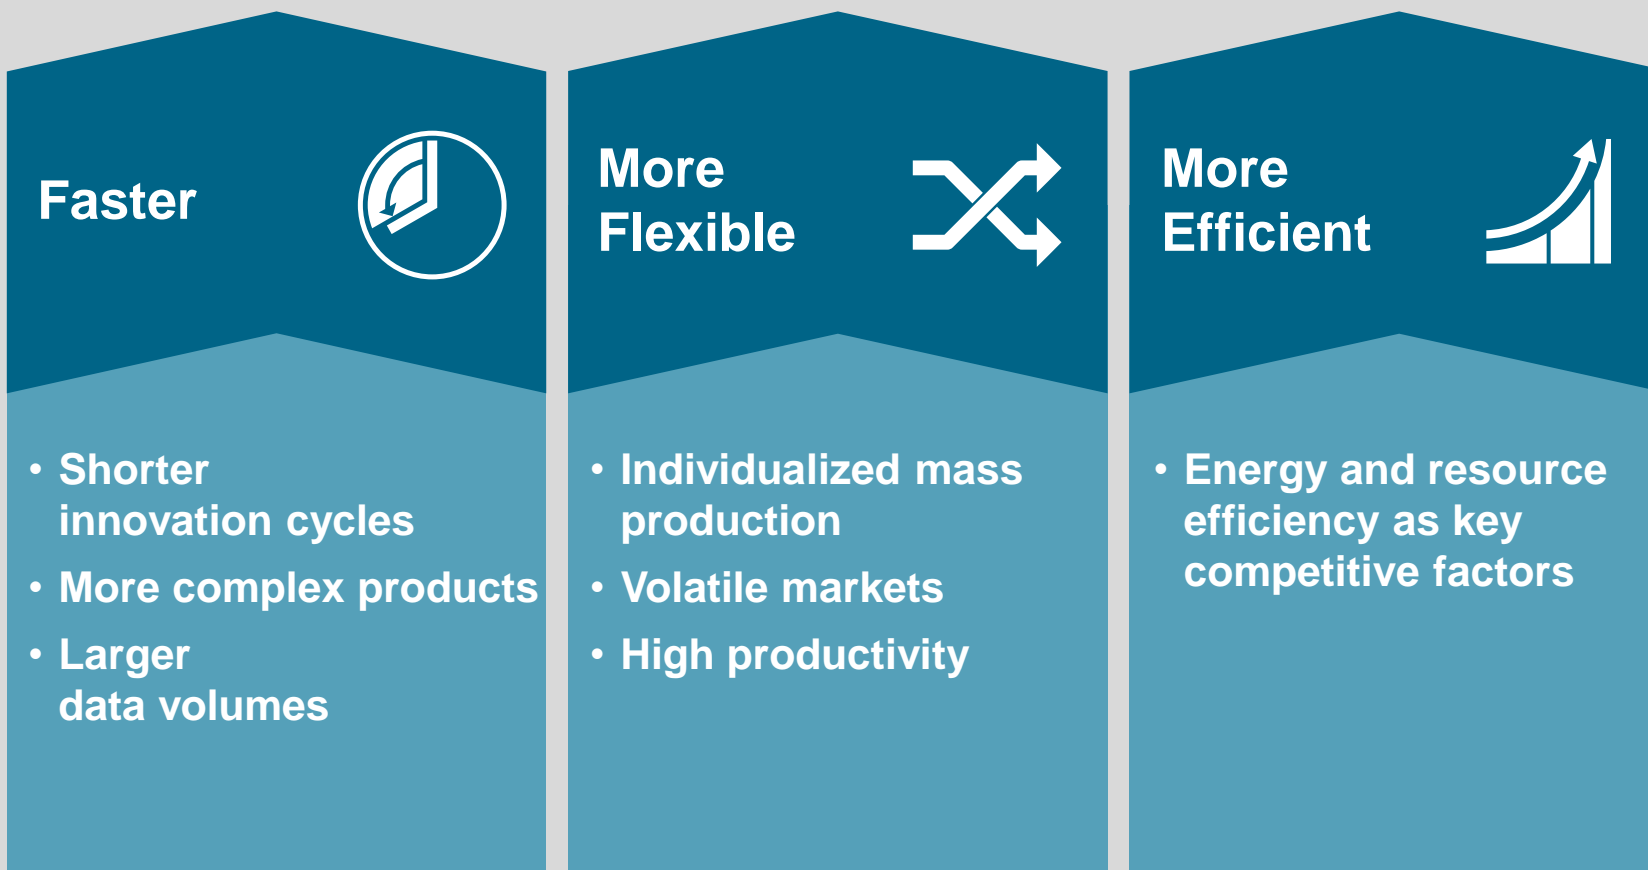 Faster
• Shorter
innovation cycles
• More complex products
• Larger
data volumes
More
Flexible
• Individualized mass
production
• Volatile markets
• High productivity
More
Efficient
• Energy and resource
efficiency as key
competitive factors